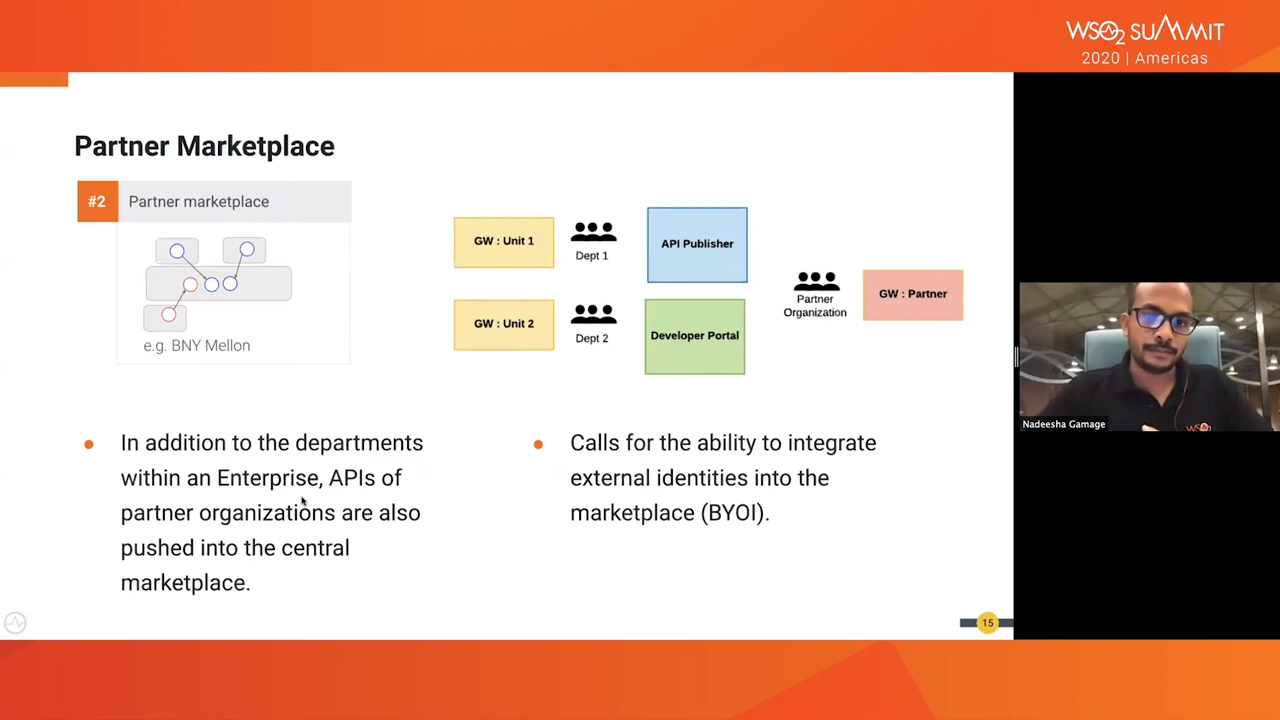 WSO2 SUMMIT
2020 | Americas
Partner Marketplace
#2
Partner marketplace
e.g. BNY Mellon
GW : Unit 1
Dept 1
API Publisher
GW : Unit 2
Dept 2
Developer Portal
Partner
Organization
GW : Partner
In addition to the departments
within an Enterprise, APIs of
partner organizations are also
pushed into the central
marketplace.
Calls for the ability to integrate
external identities into the
marketplace (BYOI).
Nadeesha Gamage
WSO2
15